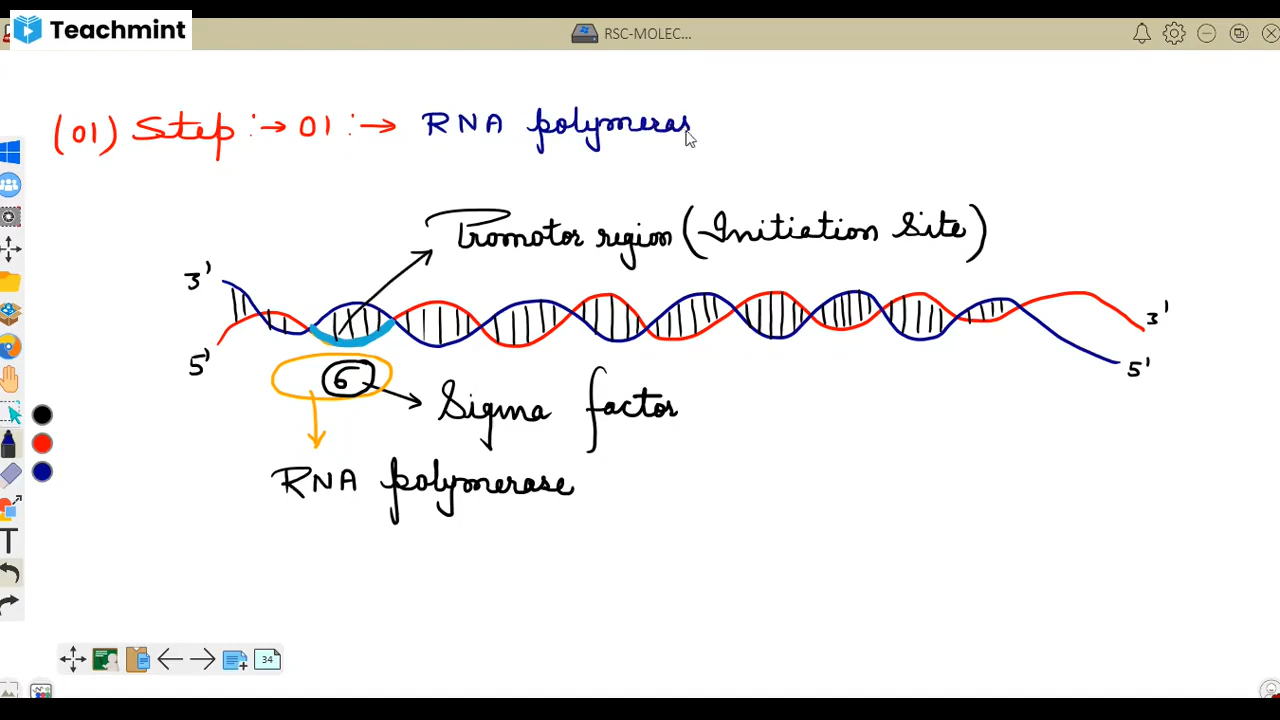 Teachmint
RSC-MOLEC...
(01) Step :→ 01 :→ RNA polymeras
Promotor region (Initiation Site)
3'
3'
5'
5'
6 → Sigma factor
RNA polymerase
T
34